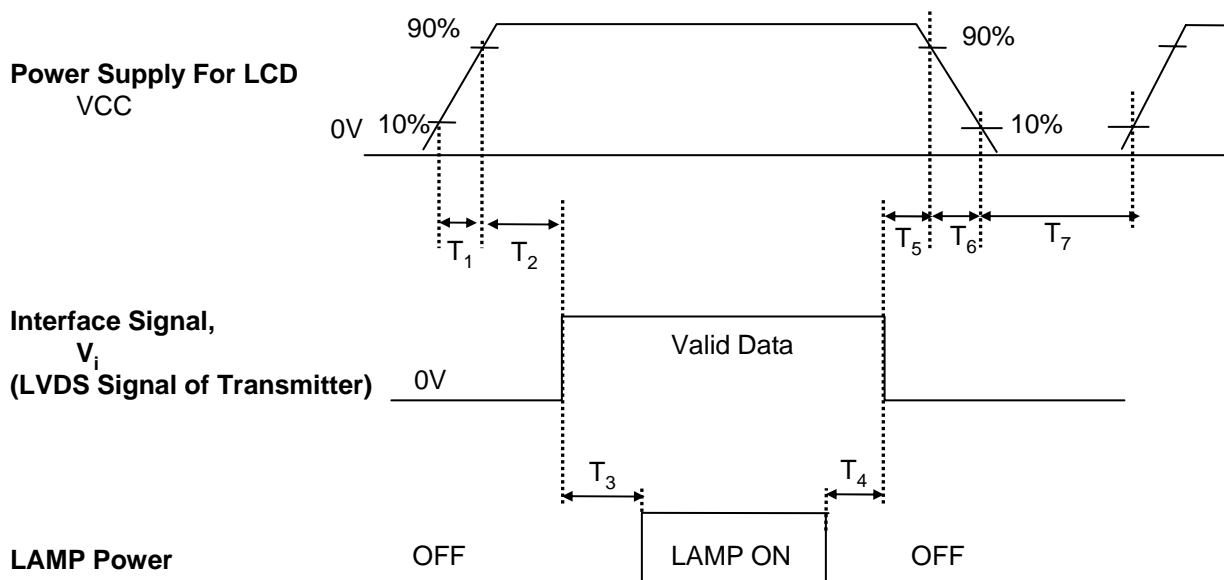 90%
90%
Power Supply For LCD
VCC
0V
10%
10%
T1
T2
T5
T6
T7
Interface Signal,
Vi
(LVDS Signal of Transmitter)
Valid Data
0V
T3
T4
LAMP Power
OFF
LAMP ON
OFF